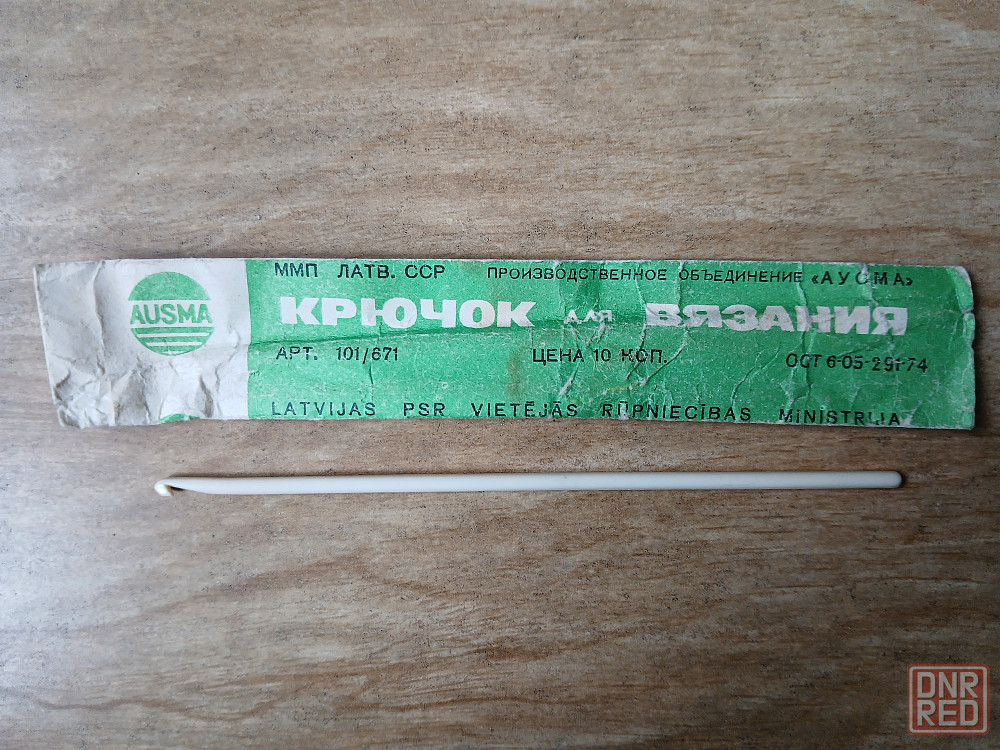 ММП ЛАТВ. ССР ПРОИЗВОДСТВЕННОЕ ОБЪЕДИНЕНИЕ «АУСМА»
AUSMA
КРЮЧОК для ВЯЗАНИЯ
АРТ. 101/671 ЦЕНА 10 КОП. ОСТ 6-05-291-74
LATVIJAS PSR VIETĒJĀS RŪPNIECĪBAS MINISTRIJA
DNR
RED